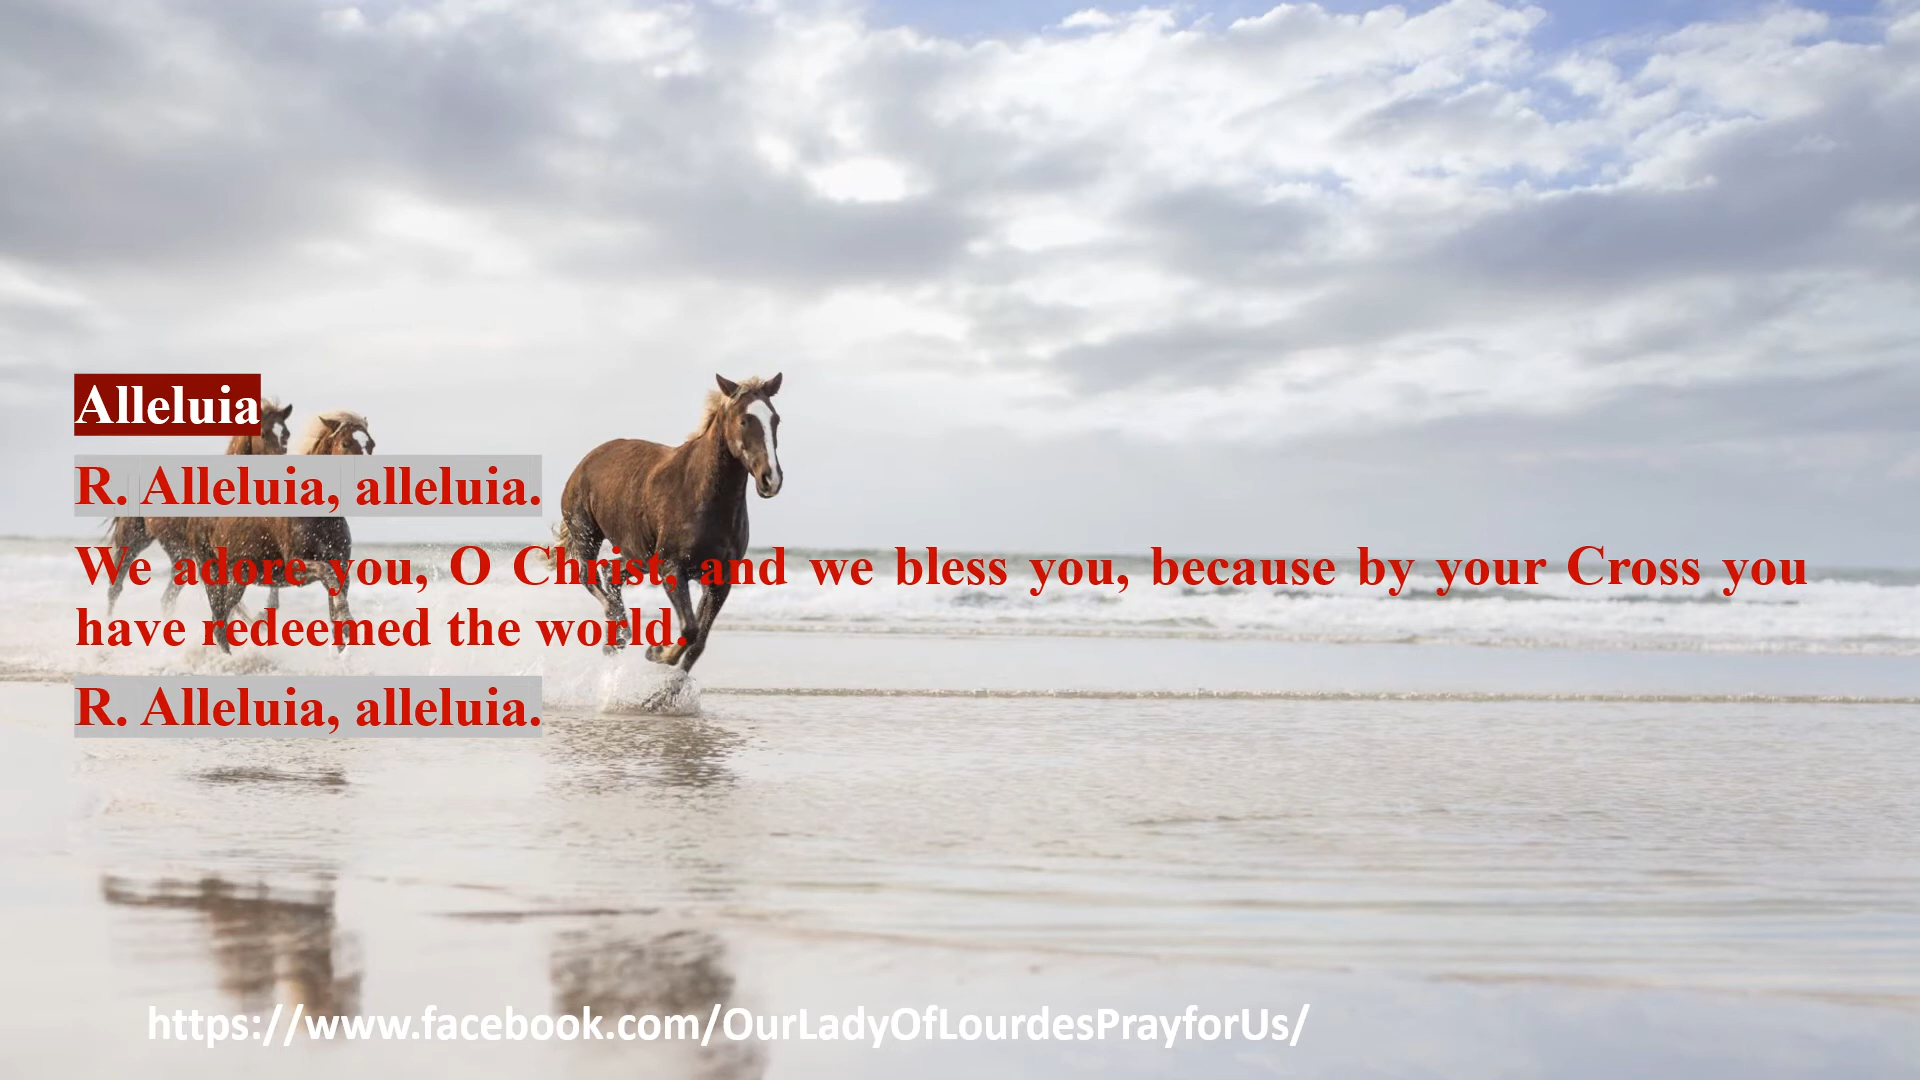 Alleluia
R. Alleluia, alleluia.
We adore you, O Christ, and we bless you, because by your Cross you
have redeemed the world.
R. Alleluia, alleluia.
https://www.facebook.com/OurLadyOfLourdesPrayforUs/